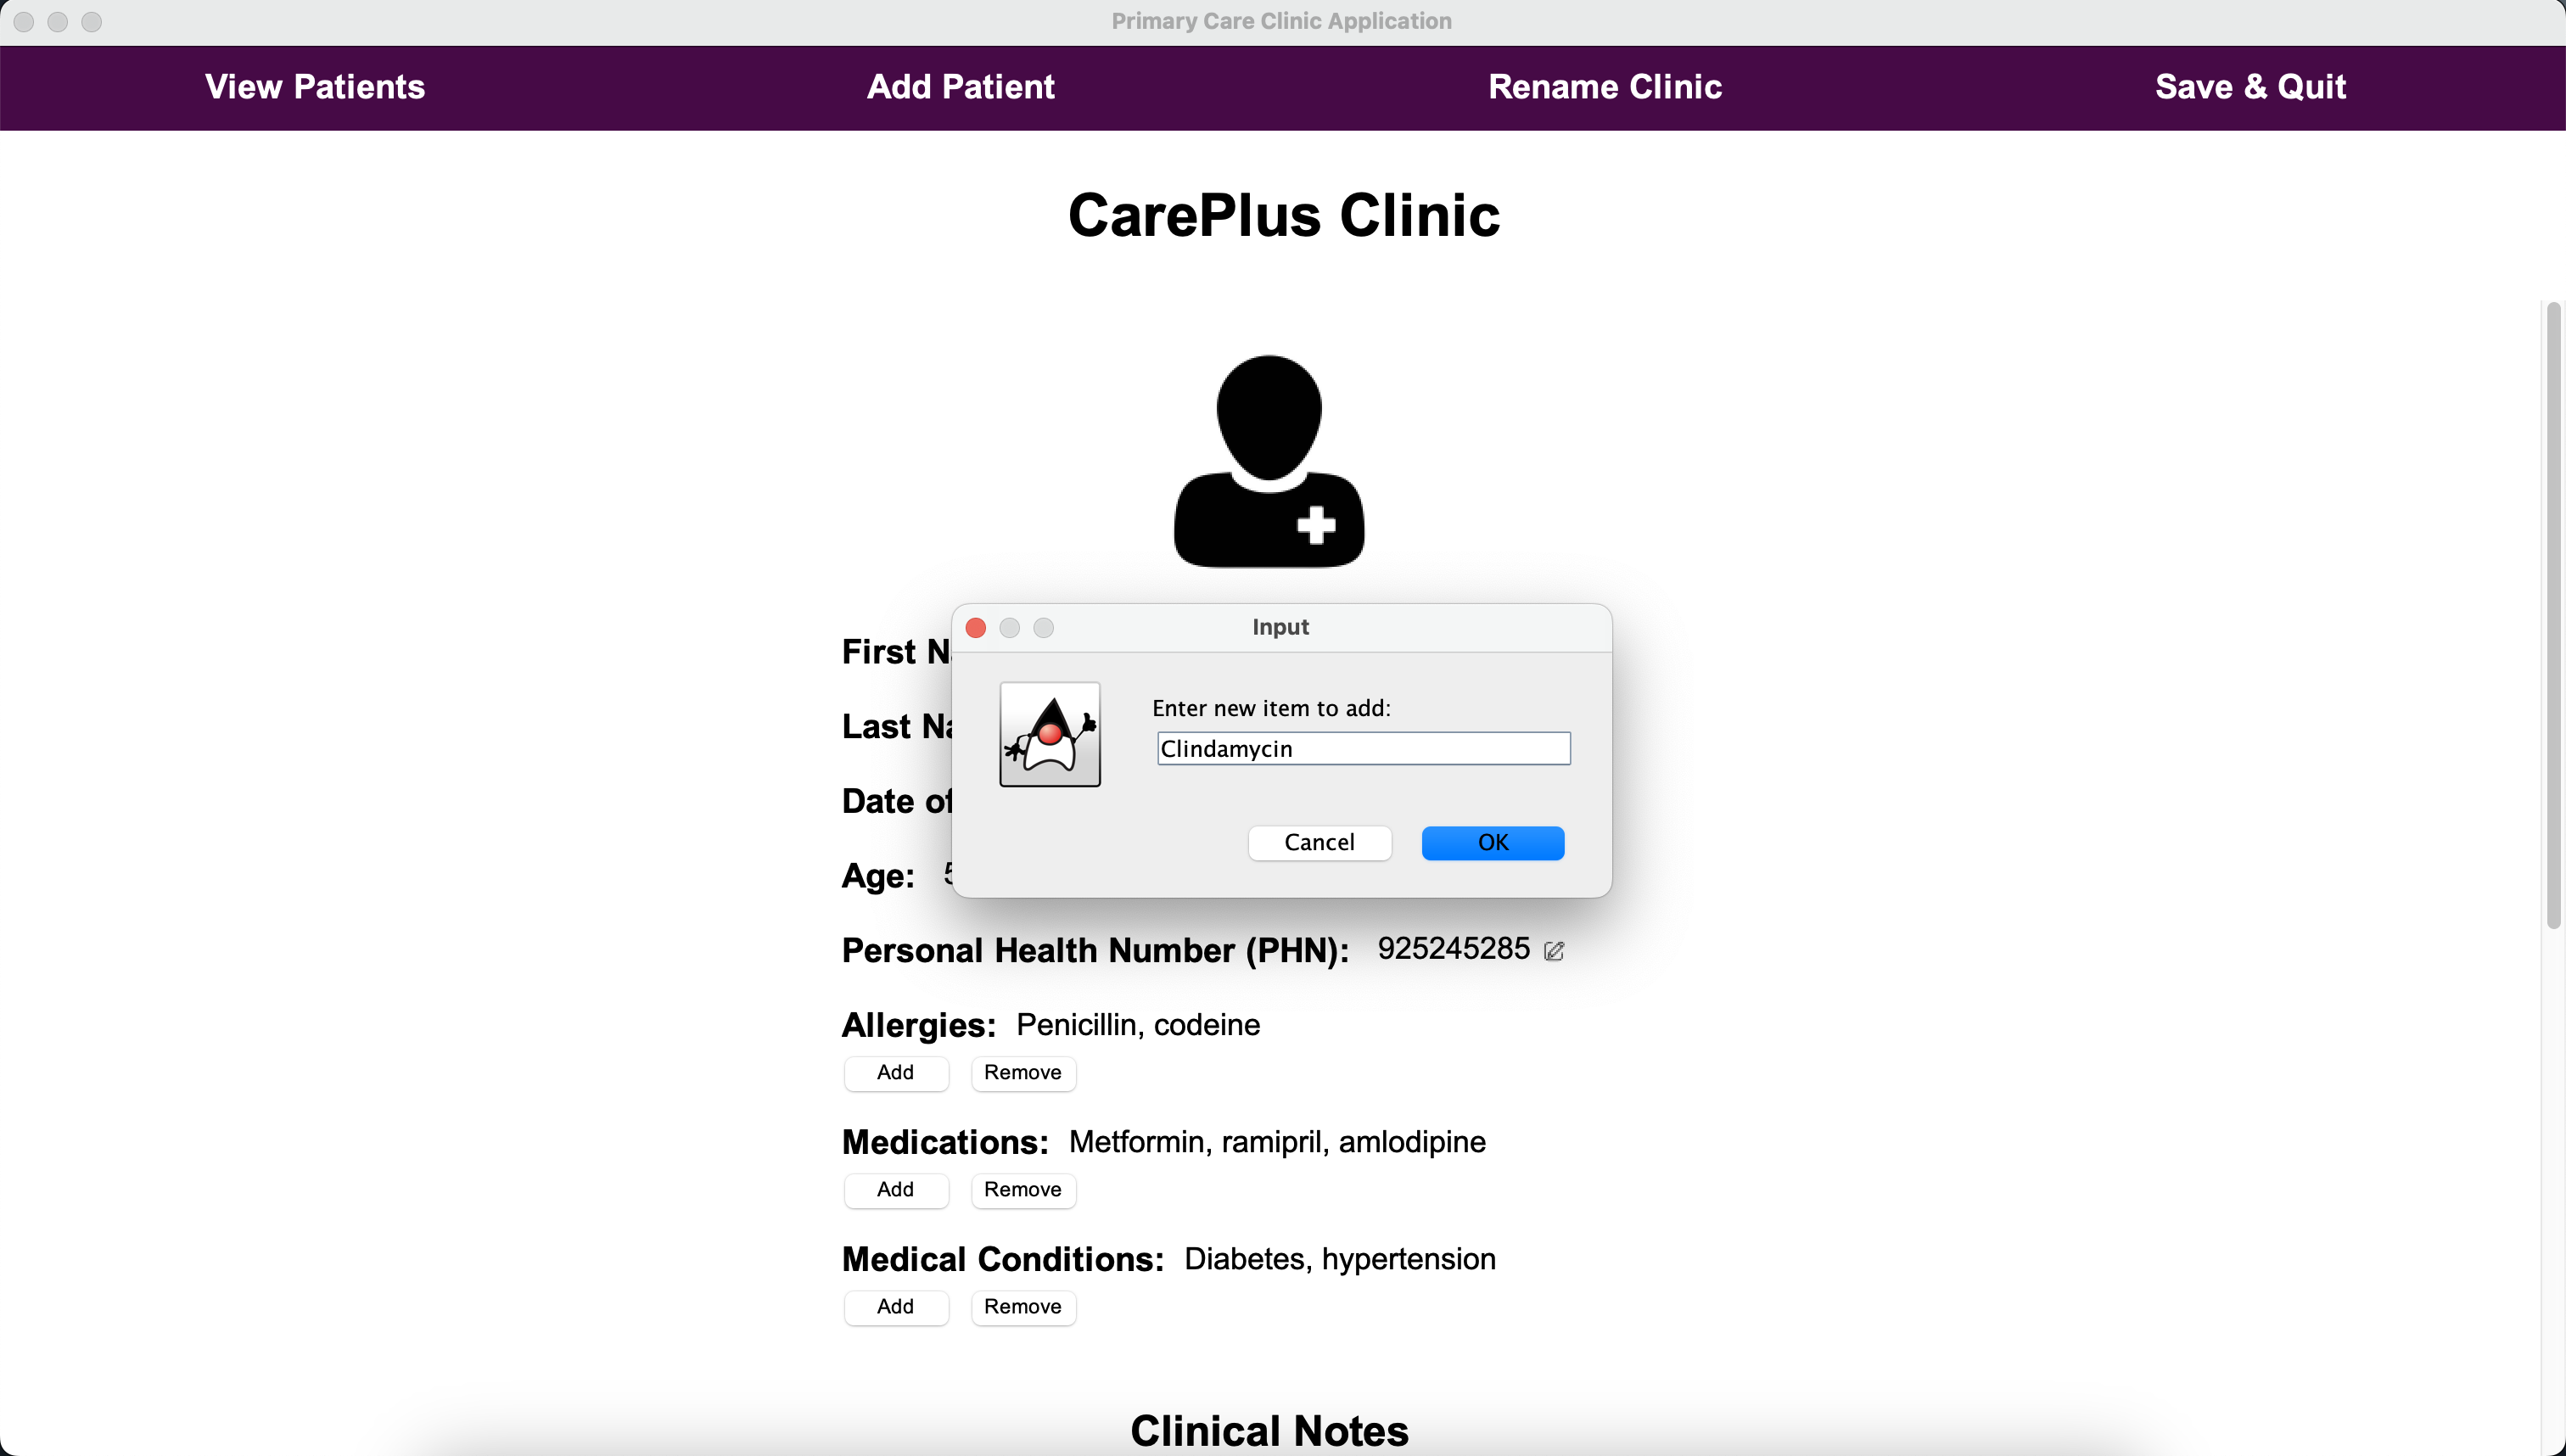 Primary Care Clinic Application
View Patients Add Patient Rename Clinic Save & Quit
CarePlus Clinic
Input
Enter new item to add:
Clindamycin
Cancel OK
First
Last
Date
Age:
Personal Health Number (PHN): 925245285
Allergies: Penicillin, codeine
Add Remove
Medications: Metformin, ramipril, amlodipine
Add Remove
Medical Conditions: Diabetes, hypertension
Add Remove
Clinical Notes